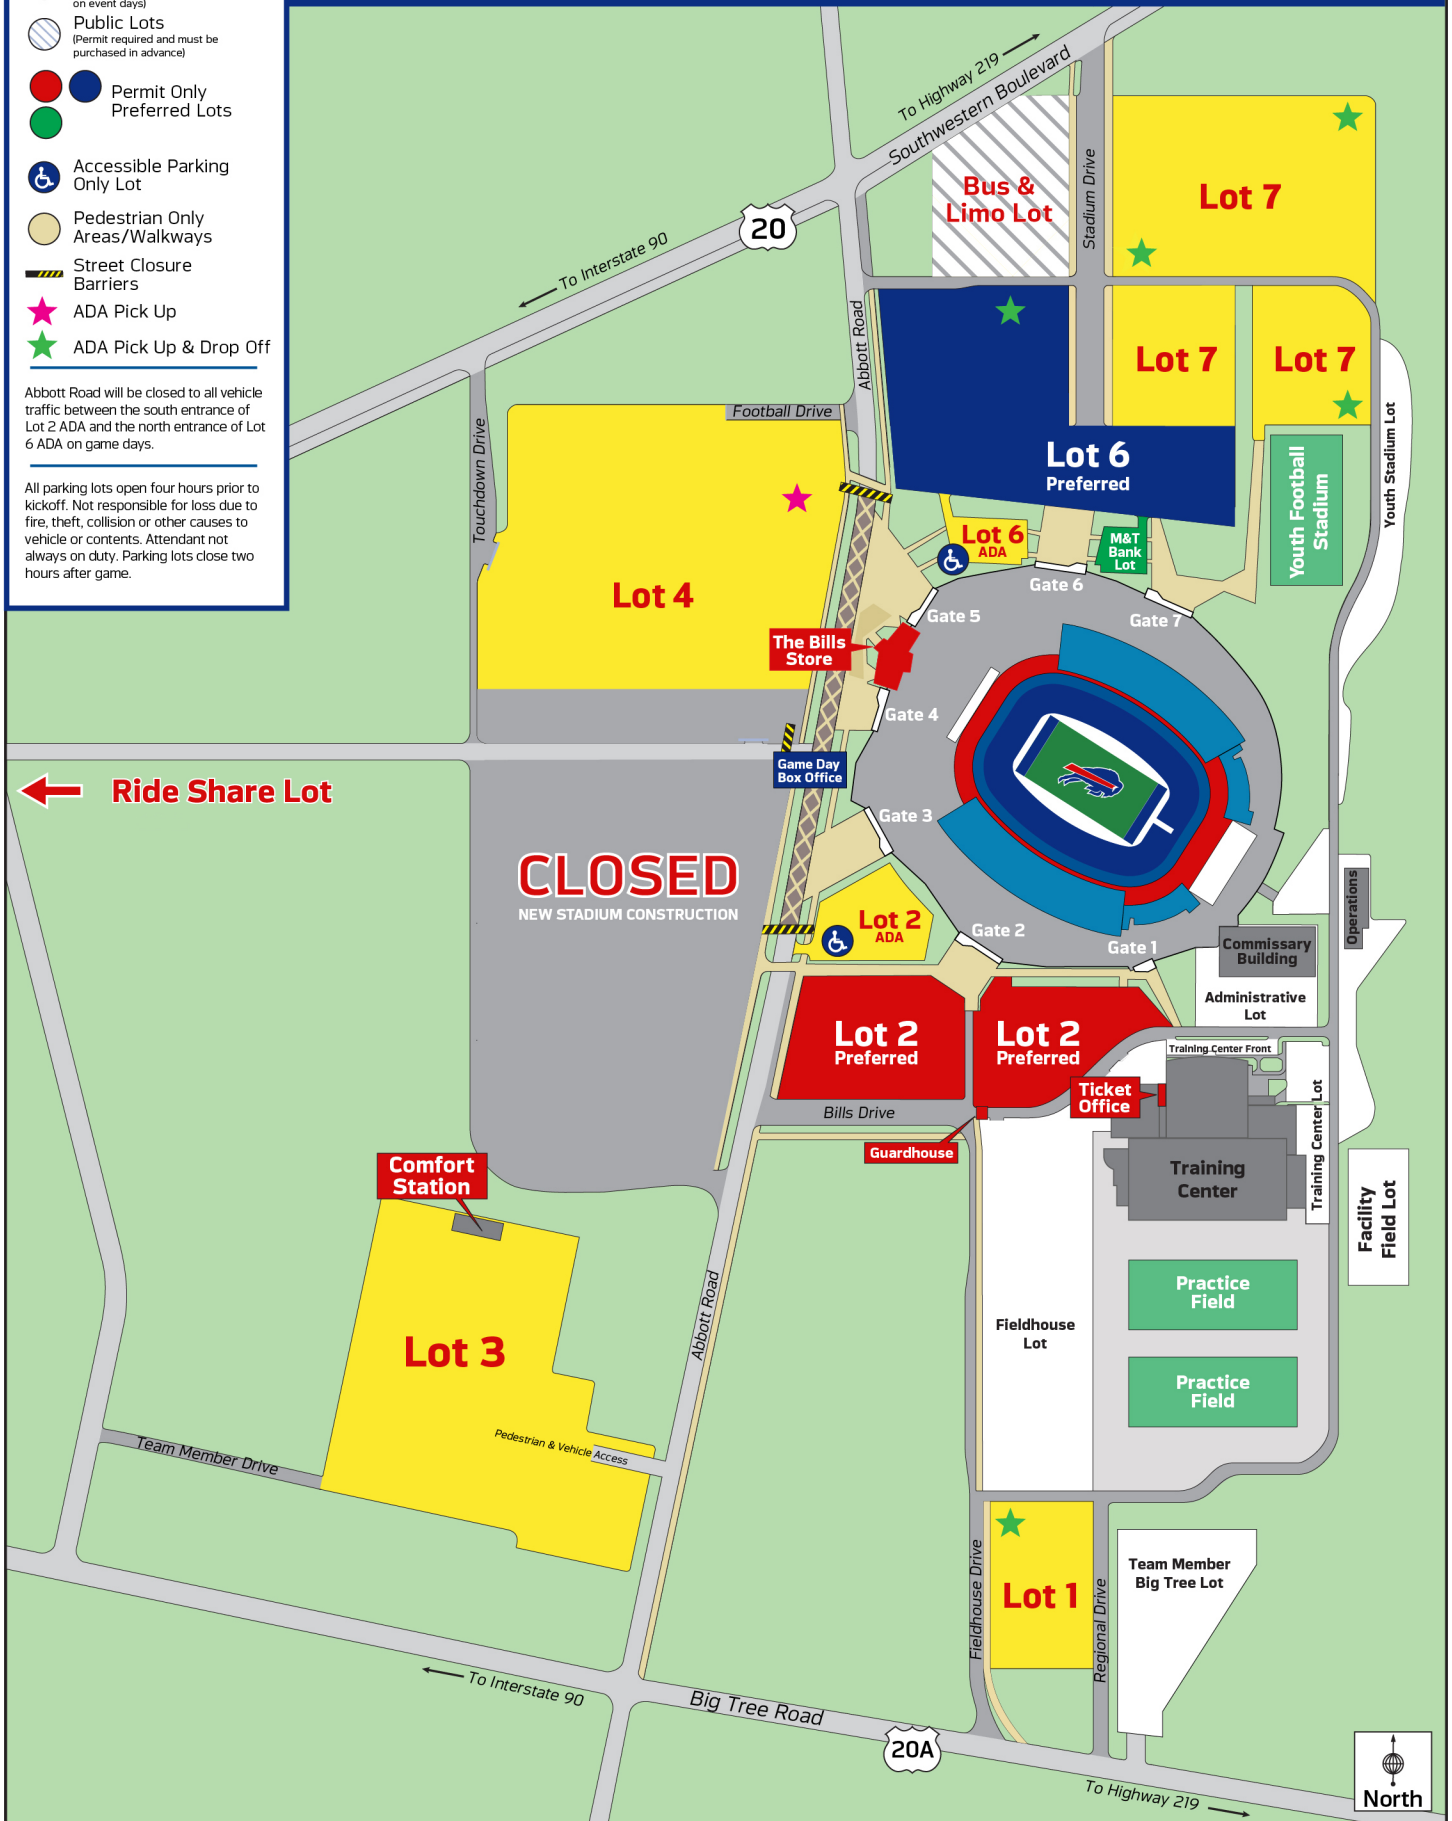 on event days)
Public Lots
(Permit required and must be
purchased in advance)
Permit Only
Preferred Lots
Accessible Parking
Only Lot
Pedestrian Only
Areas/Walkways
Street Closure
Barriers
ADA Pick Up
ADA Pick Up & Drop Off
Abbott Road will be closed to all vehicle
traffic between the south entrance of
Lot 2 ADA and the north entrance of Lot
6 ADA on game days.
All parking lots open four hours prior to
kickoff. Not responsible for loss due to
fire, theft, collision or other causes to
vehicle or contents. Attendant not
always on duty. Parking lots close two
hours after game.
To Highway 219
Southwestern Boulevard
20
To Interstate 90
Bus &
Limo Lot
Stadium Drive
Lot 7
Abbott Road
Lot 7
Lot 7
Youth Stadium Lot
Football Drive
Touchdown Drive
Lot 6
Preferred
Lot 6
ADA
M&T
Bank
Lot
Youth Football
Stadium
Lot 4
Gate 5
Gate 6
Gate 7
The Bills
Store
Gate 4
Game Day
Box Office
Ride Share Lot
Gate 3
CLOSED
NEW STADIUM CONSTRUCTION
Lot 2
ADA
Gate 2
Gate 1
Commissary
Building
Operations
Administrative
Lot
Lot 2
Preferred
Lot 2
Preferred
Training Center Front
Ticket
Office
Bills Drive
Guardhouse
Training Center Lot
Training
Center
Facility
Field Lot
Comfort
Station
Abbott Road
Practice
Field
Fieldhouse
Lot
Lot 3
Practice
Field
Pedestrian & Vehicle Access
Team Member Drive
Fieldhouse Drive
Lot 1
Regional Drive
Team Member
Big Tree Lot
To Interstate 90
Big Tree Road
20A
To Highway 219
North